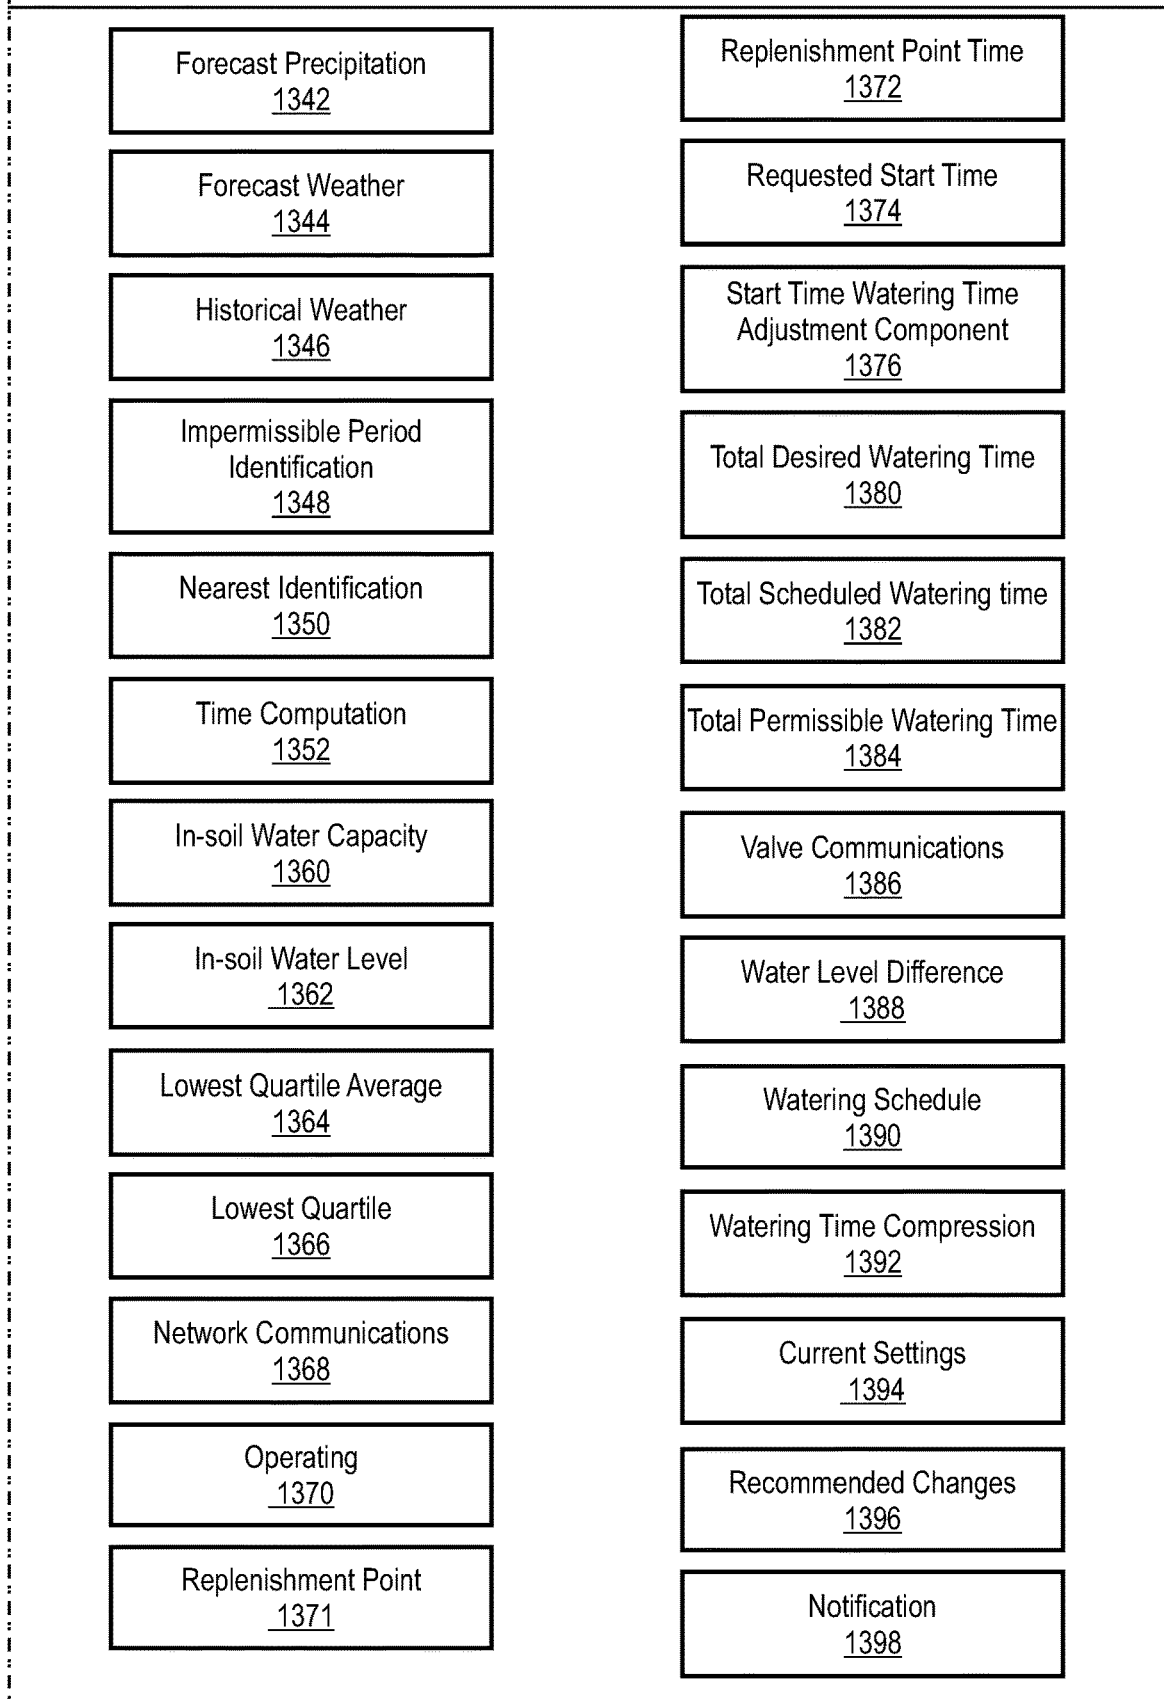 Forecast Precipitation
1342
Forecast Weather
1344
Historical Weather
1346
Impermissible Period
Identification
1348
Nearest Identification
1350
Time Computation
1352
In-soil Water Capacity
1360
In-soil Water Level
1362
Lowest Quartile Average
1364
Lowest Quartile
1366
Network Communications
1368
Operating
1370
Replenishment Point
1371
Replenishment Point Time
1372
Requested Start Time
1374
Start Time Watering Time
Adjustment Component
1376
Total Desired Watering Time
1380
Total Scheduled Watering time
1382
Total Permissible Watering Time
1384
Valve Communications
1386
Water Level Difference
1388
Watering Schedule
1390
Watering Time Compression
1392
Current Settings
1394
Recommended Changes
1396
Notification
1398